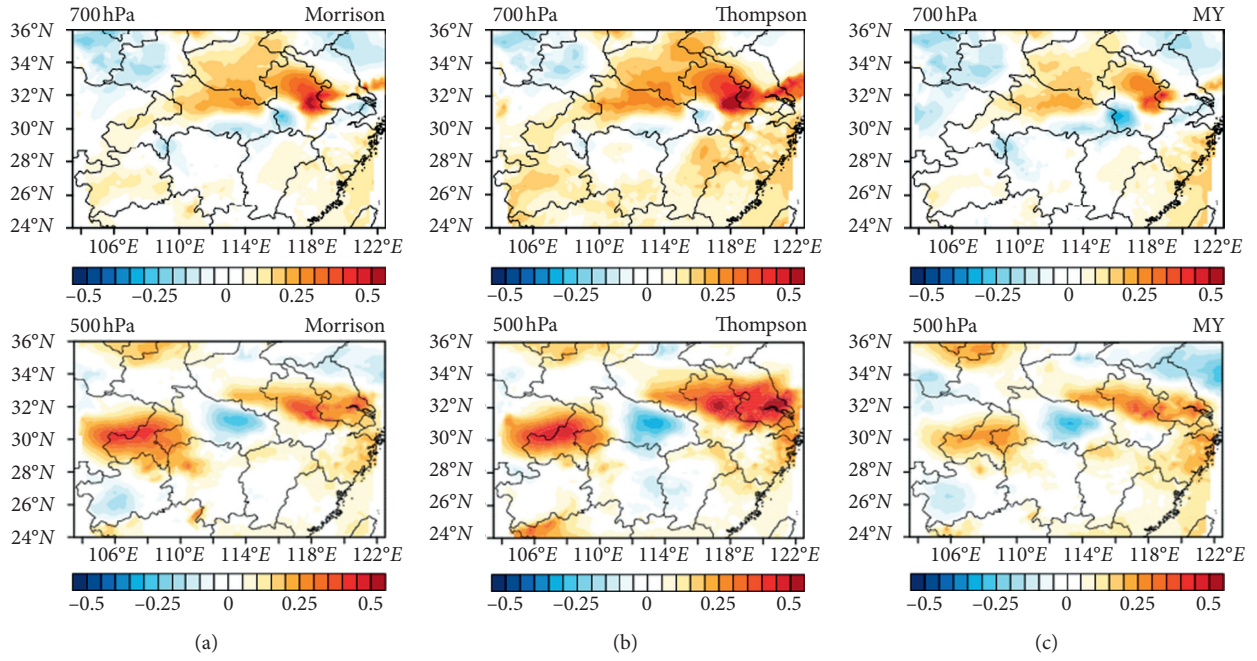 700 hPa Morrison
36°N
34°N
32°N
30°N
28°N
26°N
24°N
106°E 110°E 114°E 118°E 122°E
−0.5 −0.25 0 0.25 0.5
500 hPa Morrison
36°N
34°N
32°N
30°N
28°N
26°N
24°N
106°E 110°E 114°E 118°E 122°E
−0.5 −0.25 0 0.25 0.5
(a)
700 hPa Thompson
36°N
34°N
32°N
30°N
28°N
26°N
24°N
106°E 110°E 114°E 118°E 122°E
−0.5 −0.25 0 0.25 0.5
500 hPa Thompson
36°N
34°N
32°N
30°N
28°N
26°N
24°N
106°E 110°E 114°E 118°E 122°E
−0.5 −0.25 0 0.25 0.5
(b)
700 hPa MY
36°N
34°N
32°N
30°N
28°N
26°N
24°N
106°E 110°E 114°E 118°E 122°E
−0.5 −0.25 0 0.25 0.5
500 hPa MY
36°N
34°N
32°N
30°N
28°N
26°N
24°N
106°E 110°E 114°E 118°E 122°E
−0.5 −0.25 0 0.25 0.5
(c)